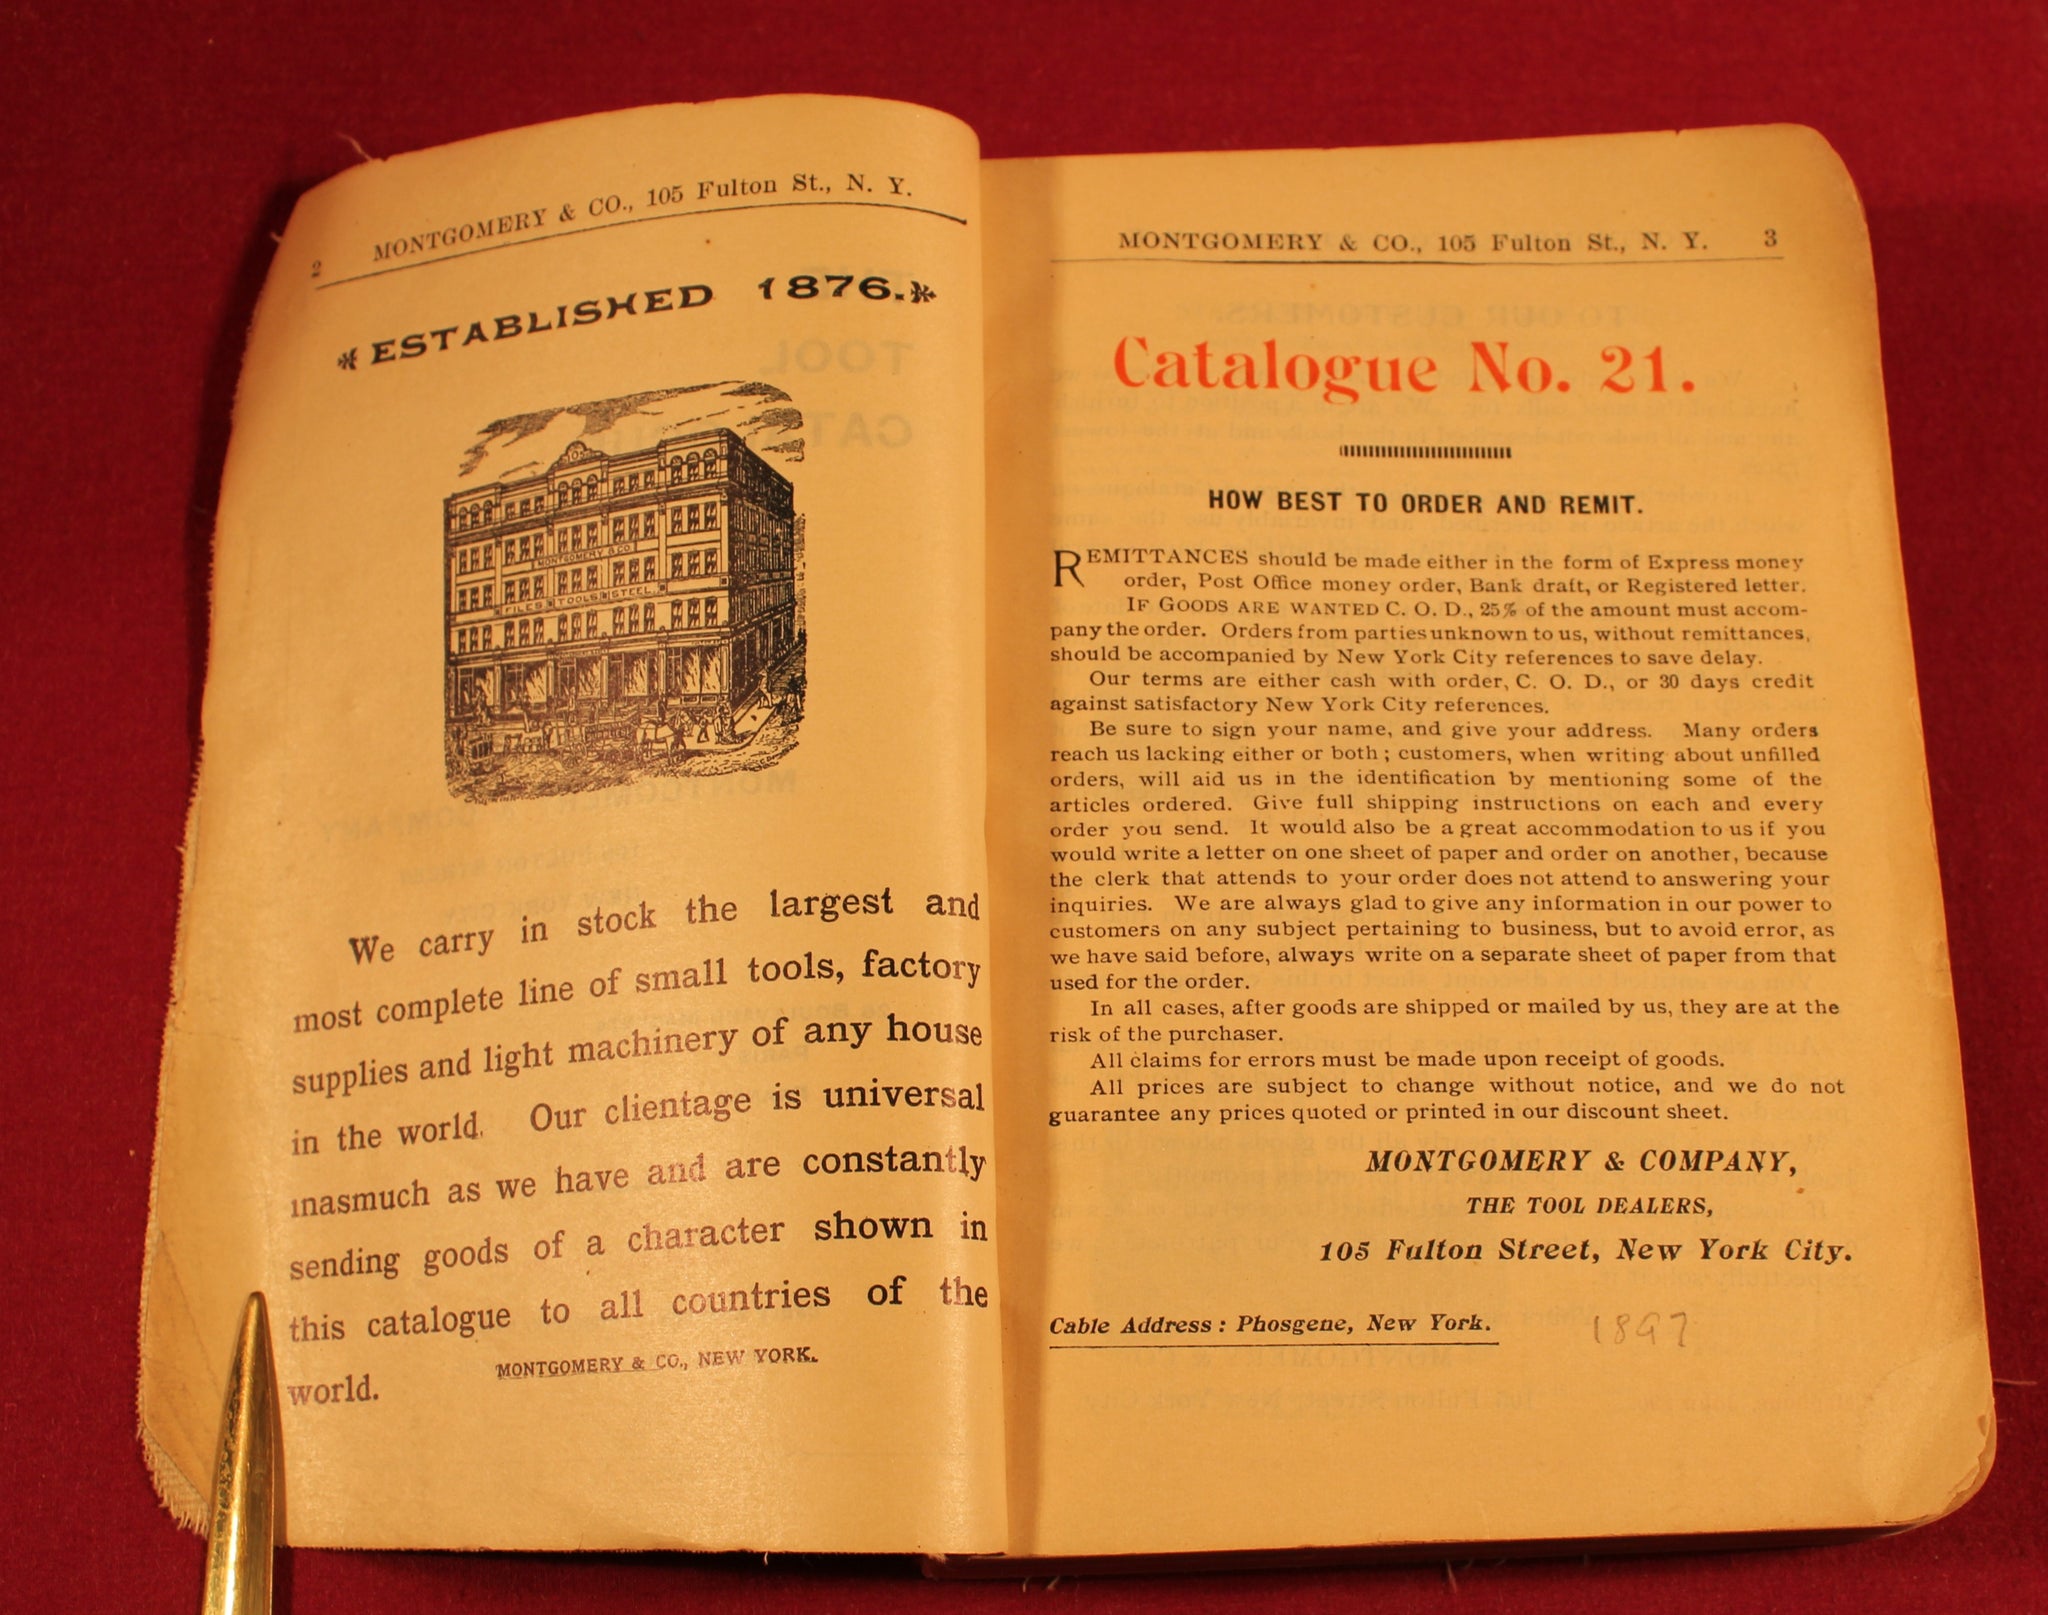 2 MONTGOMERY & CO., 105 Fulton St., N. Y.
ESTABLISHED 1876.
105
MONTGOMERY & CO.
FILES TOOLS STEEL
We carry in stock the largest and
most complete line of small tools, factory
supplies and light machinery of any house
in the world. Our clientage is universal
inasmuch as we have and are constantly
sending goods of a character shown in
this catalogue to all countries of the
world.
MONTGOMERY & CO., NEW YORK.
MONTGOMERY & CO., 105 Fulton St., N. Y. 3
Catalogue No. 21.
HOW BEST TO ORDER AND REMIT.
REMITTANCES should be made either in the form of Express money
order, Post Office money order, Bank draft, or Registered letter.
IF GOODS ARE WANTED C. O. D., 25% of the amount must accom-
pany the order. Orders from parties unknown to us, without remittances,
should be accompanied by New York City references to save delay.
Our terms are either cash with order, C. O. D., or 30 days credit
against satisfactory New York City references.
Be sure to sign your name, and give your address. Many orders
reach us lacking either or both; customers, when writing about unfilled
orders, will aid us in the identification by mentioning some of the
articles ordered. Give full shipping instructions on each and every
order you send. It would also be a great accommodation to us if you
would write a letter on one sheet of paper and order on another, because
the clerk that attends to your order does not attend to answering your
inquiries. We are always glad to give any information in our power to
customers on any subject pertaining to business, but to avoid error, as
we have said before, always write on a separate sheet of paper from that
used for the order.
In all cases, after goods are shipped or mailed by us, they are at the
risk of the purchaser.
All claims for errors must be made upon receipt of goods.
All prices are subject to change without notice, and we do not
guarantee any prices quoted or printed in our discount sheet.
MONTGOMERY & COMPANY,
THE TOOL DEALERS,
105 Fulton Street, New York City.
Cable Address: Phosgene, New York.
1897